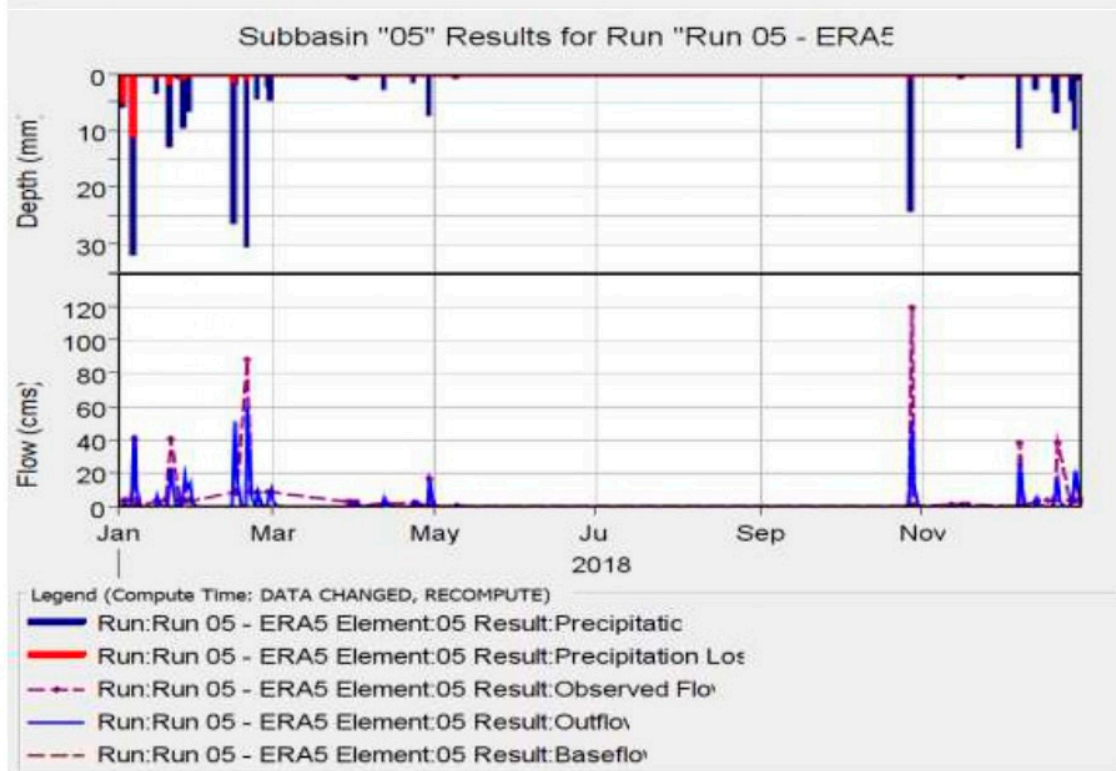 Subbasin "05" Results for Run "Run 05 - ERA5
0
10
20
30
Depth (mm)
120
100
80
60
40
20
0
Flow (cms)
Jan Mar May Ju Sep Nov
2018
Legend (Compute Time: DATA CHANGED, RECOMPUTE)
Run:Run 05 - ERA5 Element:05 Result:Precipitatic
Run:Run 05 - ERA5 Element:05 Result:Precipitation Los
Run:Run 05 - ERA5 Element:05 Result:Observed Flov
Run:Run 05 - ERA5 Element:05 Result:Outflov
Run:Run 05 - ERA5 Element:05 Result:Baseflov